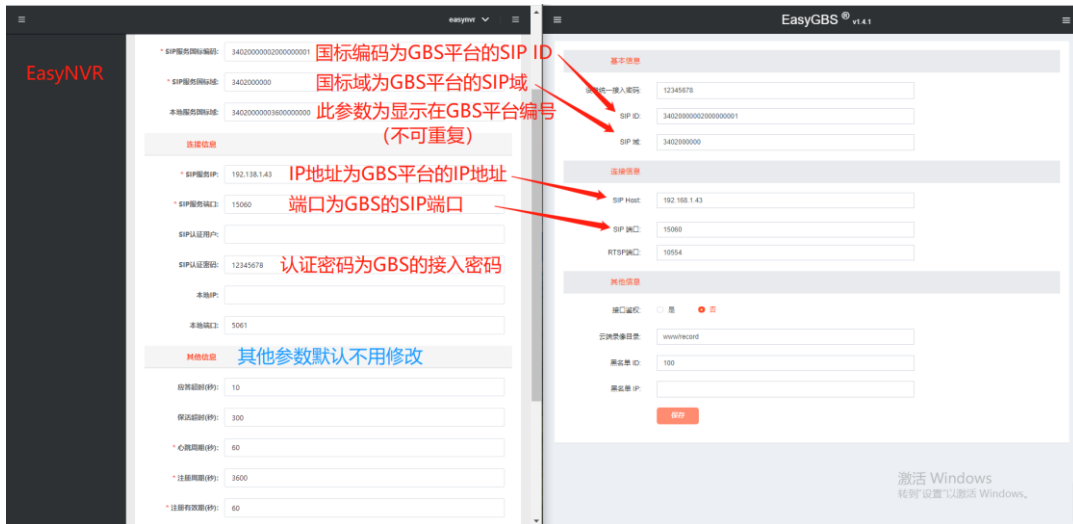 easynvr
EasyNVR
* SIP服务国标编码: 34020000002000000001
国标编码为GBS平台的SIP ID
* SIP服务国标域: 3402000000
国标域为GBS平台的SIP域
本地服务国标域: 34020000003600000000
此参数为显示在GBS平台编号
(不可重复)
连接信息
* SIP服务IP: 192.138.1.43
IP地址为GBS平台的IP地址
* SIP服务端口: 15060
端口为GBS的SIP端口
SIP认证用户:
SIP认证密码: 12345678
认证密码为GBS的接入密码
本地IP:
本地端口: 5061
其他信息
其他参数默认不用修改
应答超时(秒): 10
保活超时(秒): 300
* 心跳周期(秒): 60
* 注册周期(秒): 3600
* 注册有效期(秒): 60
EasyGBS ® v1.4.1
基本信息
统一接入密码: 12345678
SIP ID: 34020000002000000001
SIP 域: 3402000000
连接信息
SIP Host: 192.168.1.43
SIP 端口: 15060
RTSP端口: 10554
其他信息
接口鉴权: 是 否
云端录像目录: www/record
黑名单 ID: 100
黑名单 IP:
保存
激活 Windows
转到"设置"以激活 Windows。